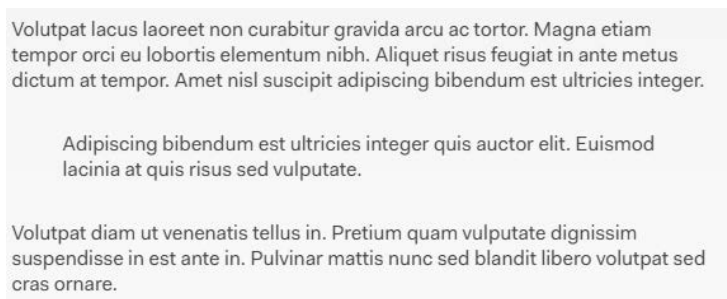 Volutpat lacus laoreet non curabitur gravida arcu ac tortor. Magna etiam
tempor orci eu lobortis elementum nibh. Aliquet risus feugiat in ante metus
dictum at tempor. Amet nisl suscipit adipiscing bibendum est ultricies integer.
Adipiscing bibendum est ultricies integer quis auctor elit. Euismod
lacinia at quis risus sed vulputate.
Volutpat diam ut venenatis tellus in. Pretium quam vulputate dignissim
suspendisse in est ante in. Pulvinar mattis nunc sed blandit libero volutpat sed
cras ornare.